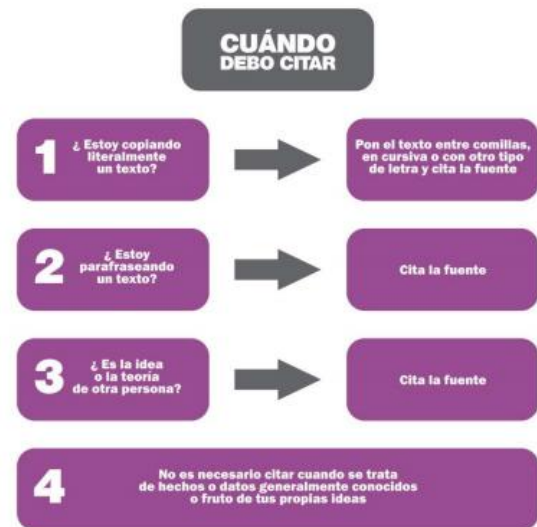 CUÁNDO
DEBO CITAR
1
¿ Estoy copiando
literalmente
un texto?
Pon el texto entre comillas,
en cursiva o con otro tipo
de letra y cita la fuente
2
¿ Estoy
parafraseando
un texto?
Cita la fuente
3
¿ Es la idea
o la teoría
de otra persona?
Cita la fuente
4
No es necesario citar cuando se trata
de hechos o datos generalmente conocidos
o fruto de tus propias ideas